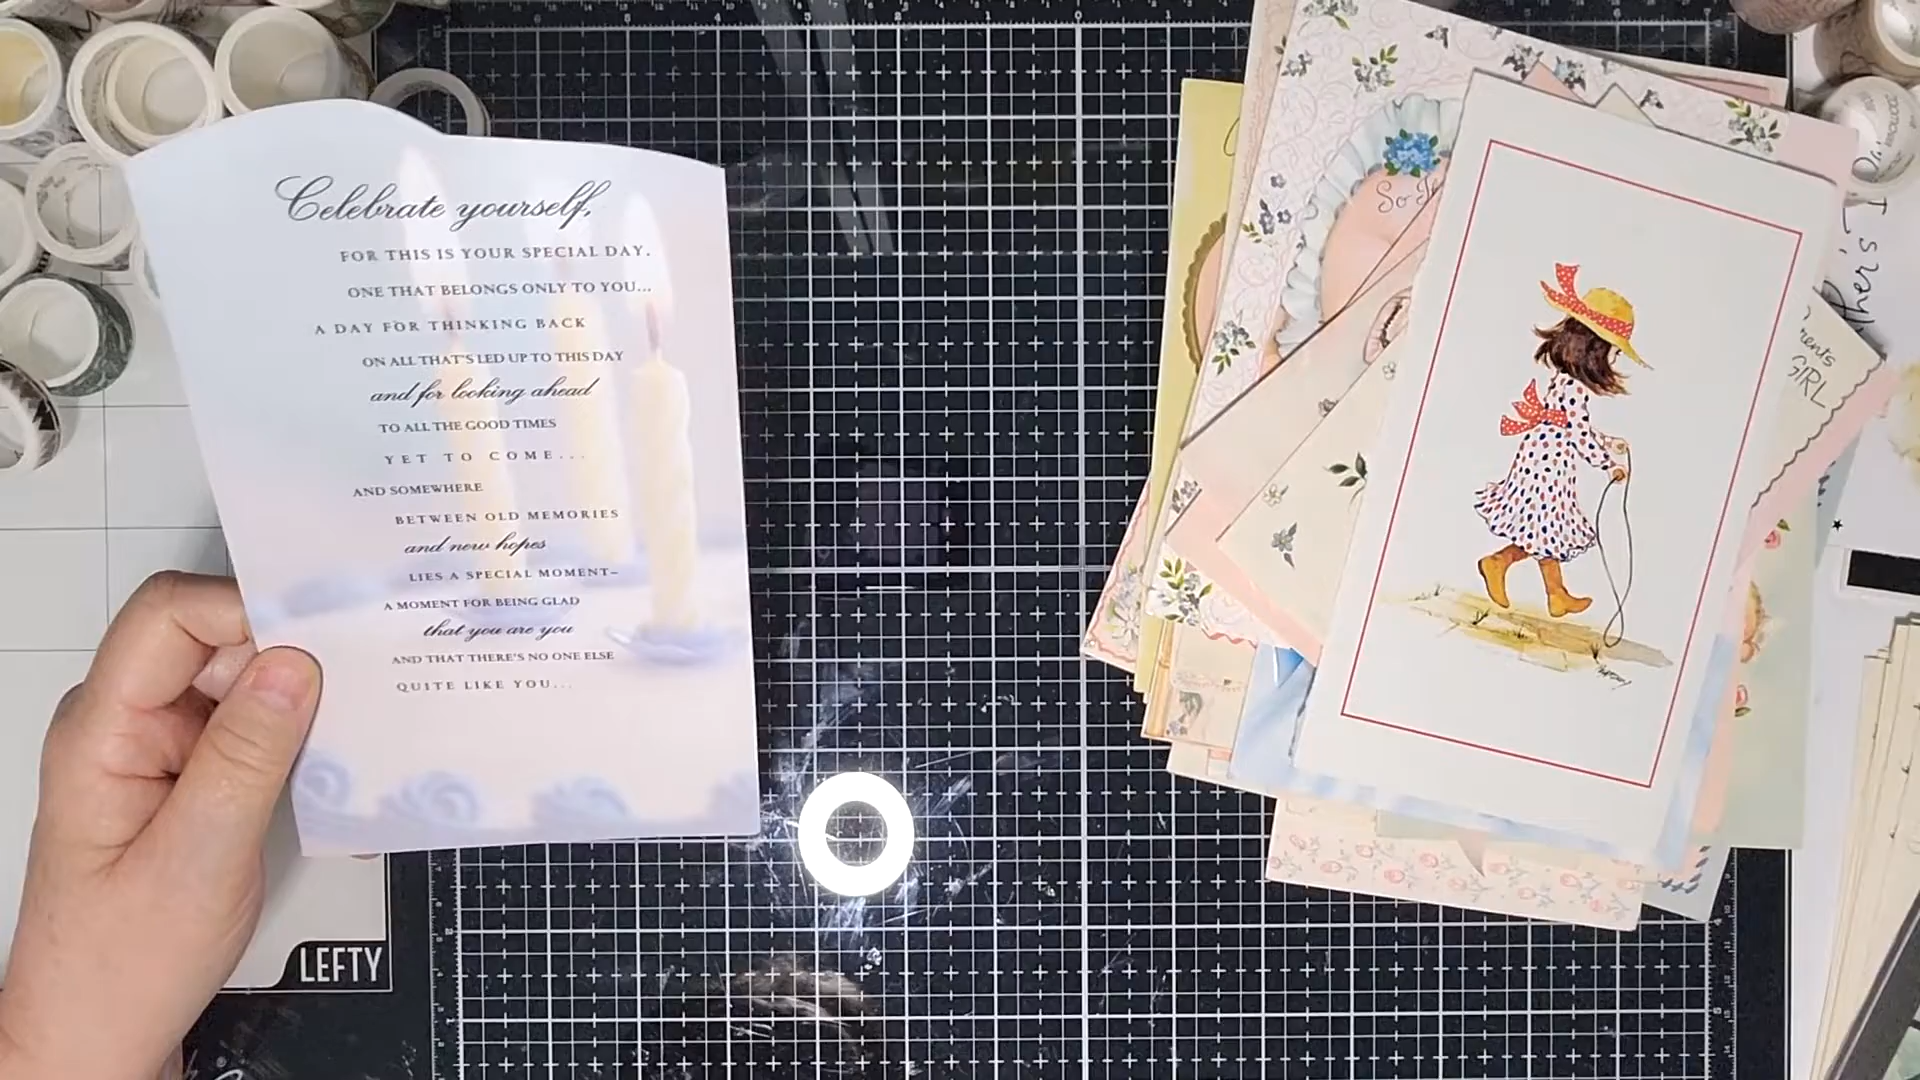 Celebrate yourself,
FOR THIS IS YOUR SPECIAL DAY.
ONE THAT BELONGS ONLY TO YOU...
A DAY FOR THINKING BACK
ON ALL THAT'S LED UP TO THIS DAY
and for looking ahead
TO ALL THE GOOD TIMES
YET TO COME...
AND SOMEWHERE
BETWEEN OLD MEMORIES
and new hopes
LIES A SPECIAL MOMENT–
A MOMENT FOR BEING GLAD
that you are you
AND THAT THERE'S NO ONE ELSE
QUITE LIKE YOU...
LEFTY
So
GIRL